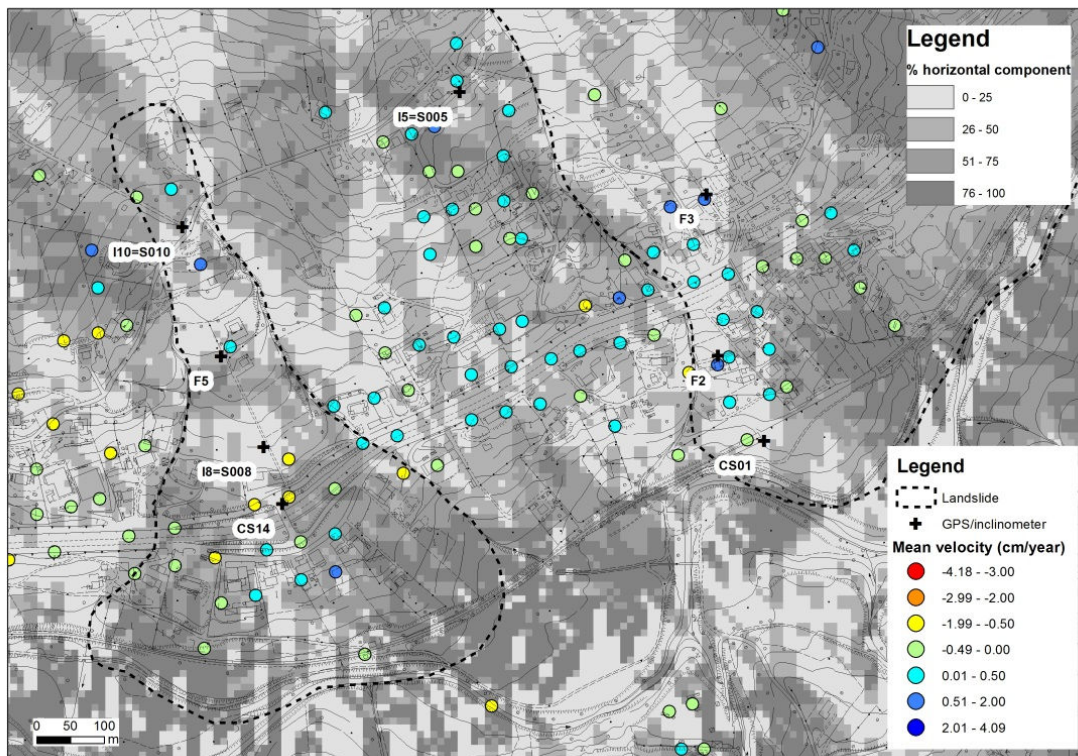 Legend
% horizontal component
0 - 25
26 - 50
51 - 75
76 - 100
I5=S005
F3
I10=S010
F5
F2
I8=S008
CS01
CS14
Legend
Landslide
GPS/inclinometer
Mean velocity (cm/year)
-4.18 - -3.00
-2.99 - -2.00
-1.99 - -0.50
-0.49 - 0.00
0.01 - 0.50
0.51 - 2.00
2.01 - 4.09
0 50 100
m